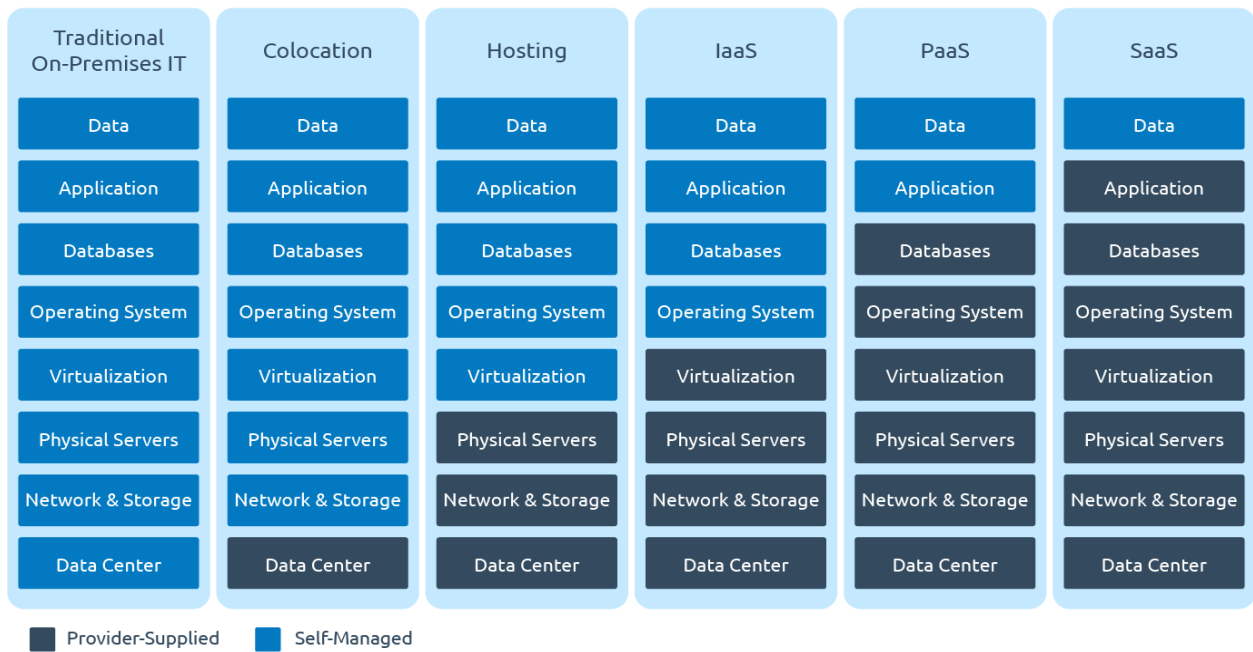 Traditional
On-Premises IT
Colocation
Hosting
IaaS
PaaS
SaaS
Data
Data
Data
Data
Data
Data
Application
Application
Application
Application
Application
Application
Databases
Databases
Databases
Databases
Databases
Databases
Operating System
Operating System
Operating System
Operating System
Operating System
Operating System
Virtualization
Virtualization
Virtualization
Virtualization
Virtualization
Virtualization
Physical Servers
Physical Servers
Physical Servers
Physical Servers
Physical Servers
Physical Servers
Network & Storage
Network & Storage
Network & Storage
Network & Storage
Network & Storage
Network & Storage
Data Center
Data Center
Data Center
Data Center
Data Center
Data Center
Provider-Supplied
Self-Managed